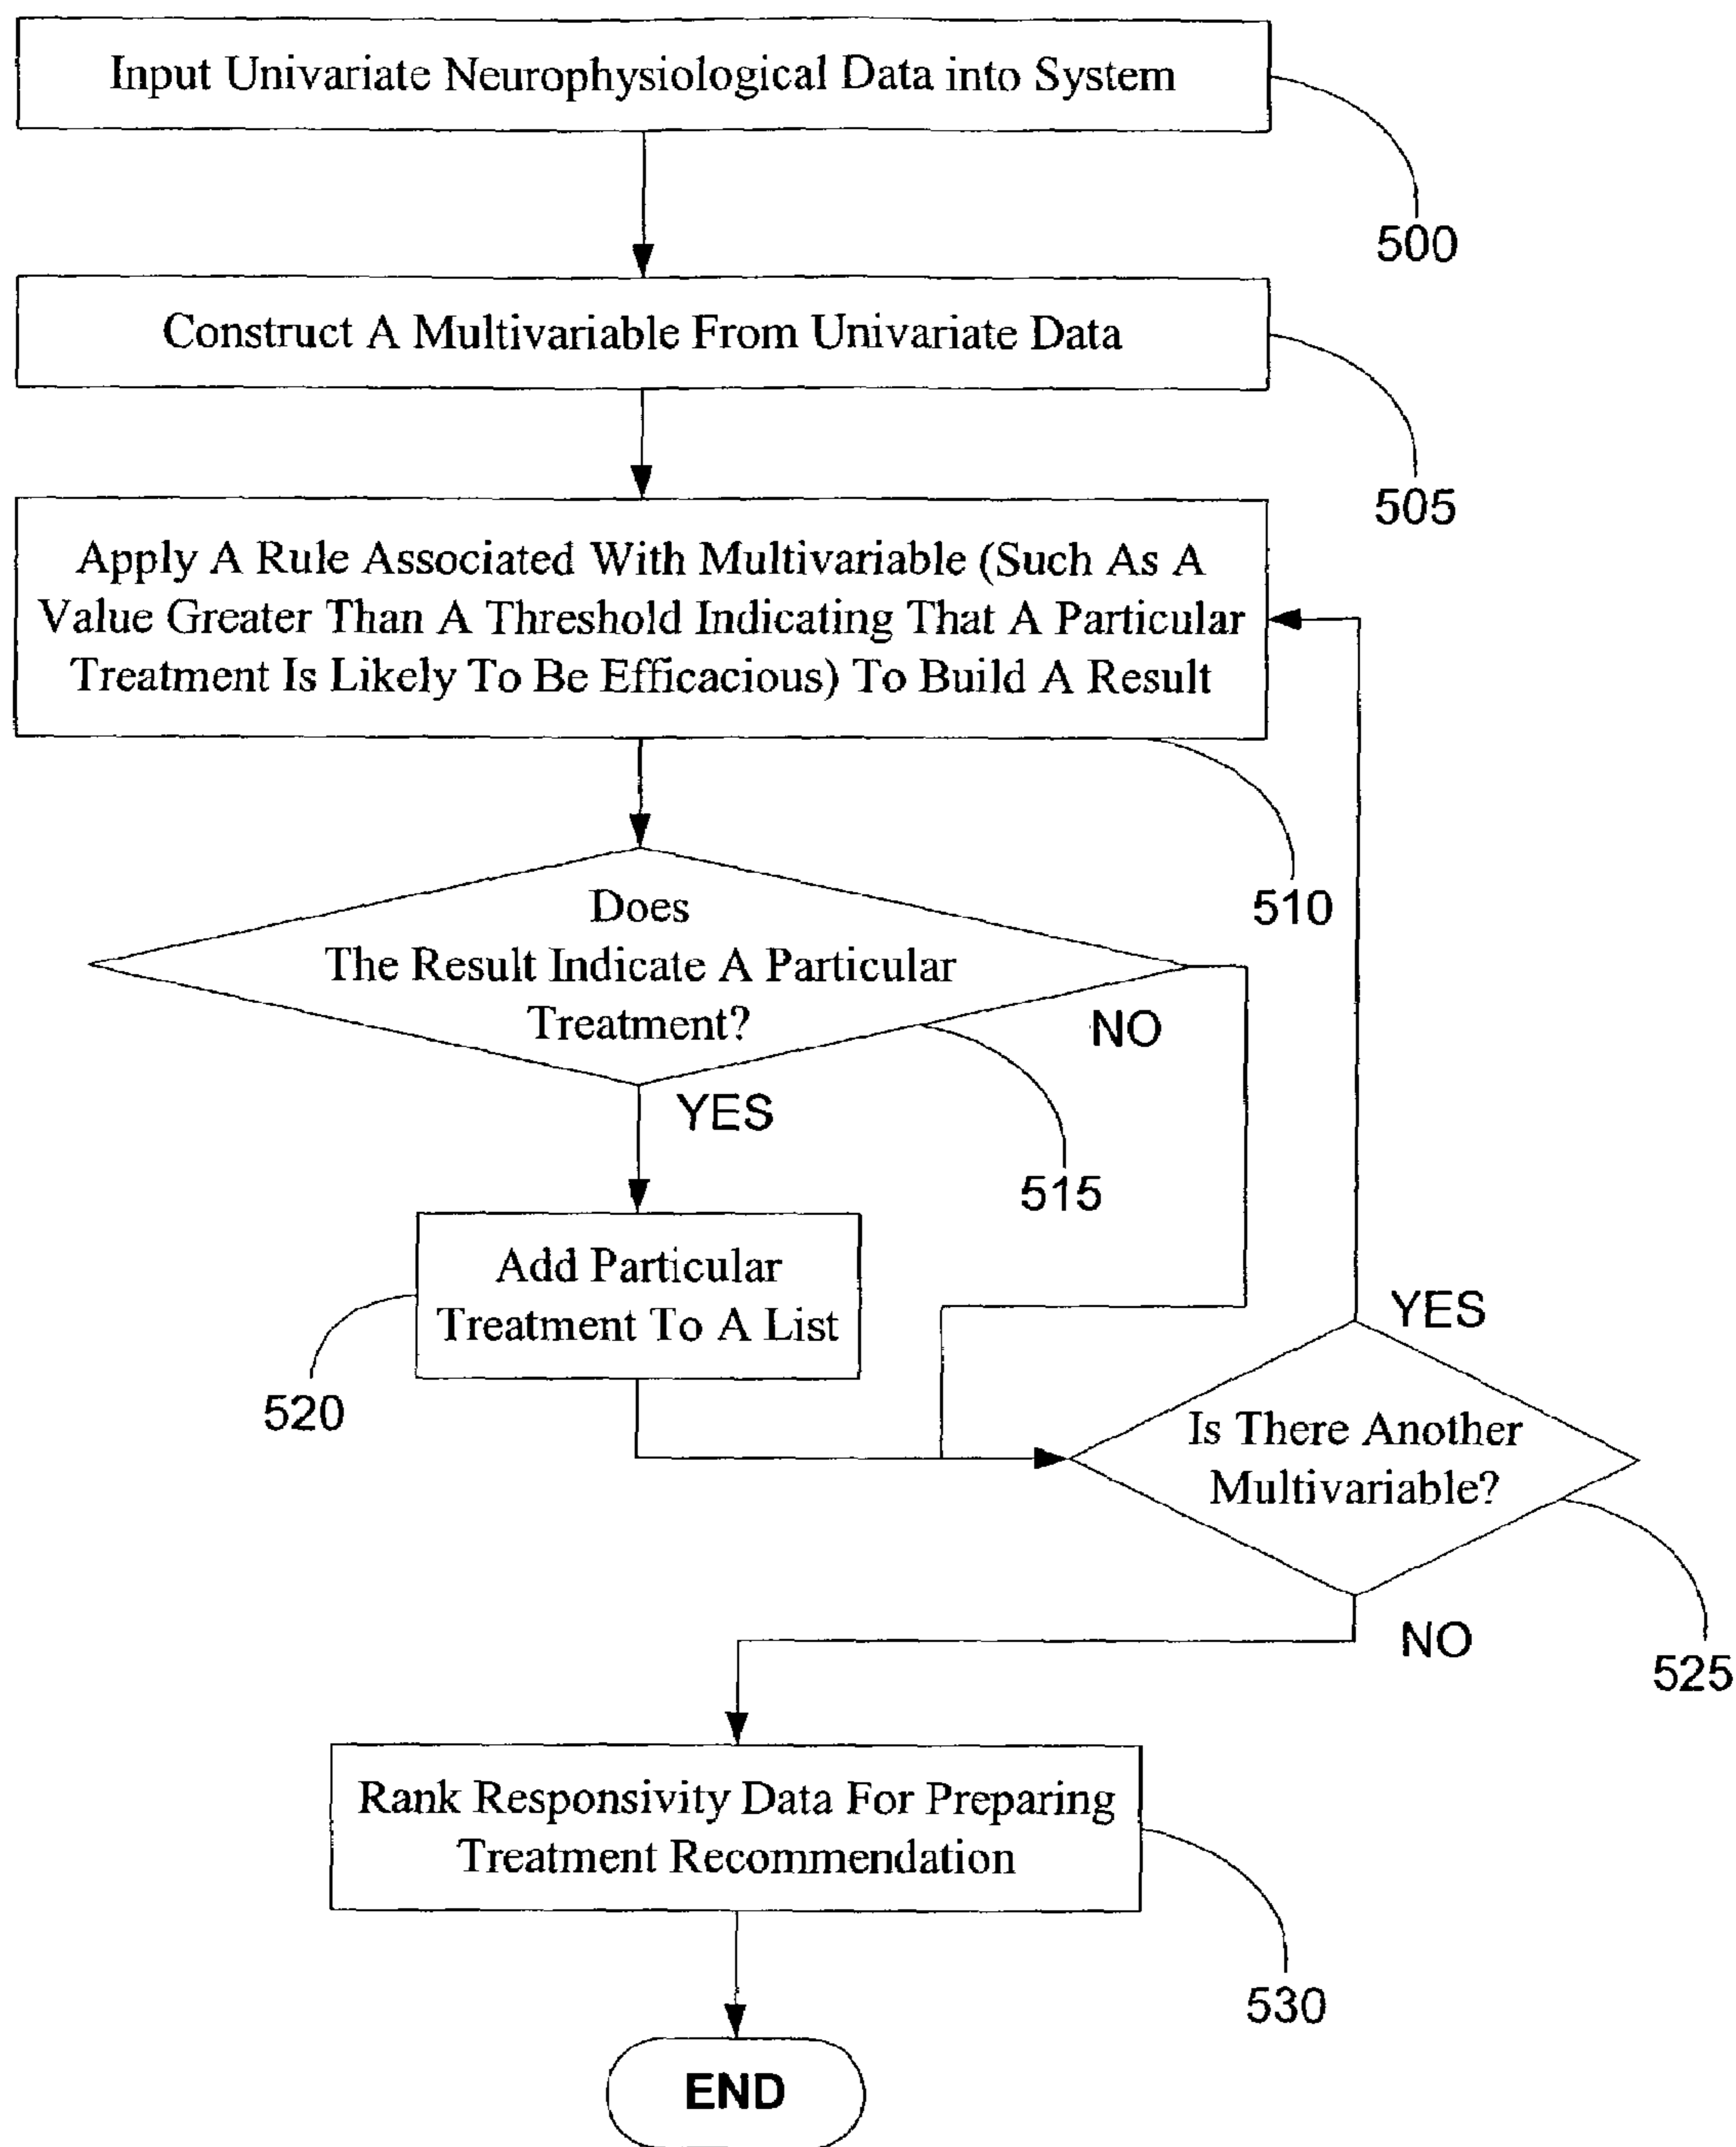 Input Univariate Neurophysiological Data into System
500
Construct A Multivariable From Univariate Data
505
Apply A Rule Associated With Multivariable (Such As A
Value Greater Than A Threshold Indicating That A Particular
Treatment Is Likely To Be Efficacious) To Build A Result
510
Does
The Result Indicate A Particular
Treatment?
NO
YES
515
Add Particular
Treatment To A List
520
YES
Is There Another
Multivariable?
NO
525
Rank Responsivity Data For Preparing
Treatment Recommendation
530
END